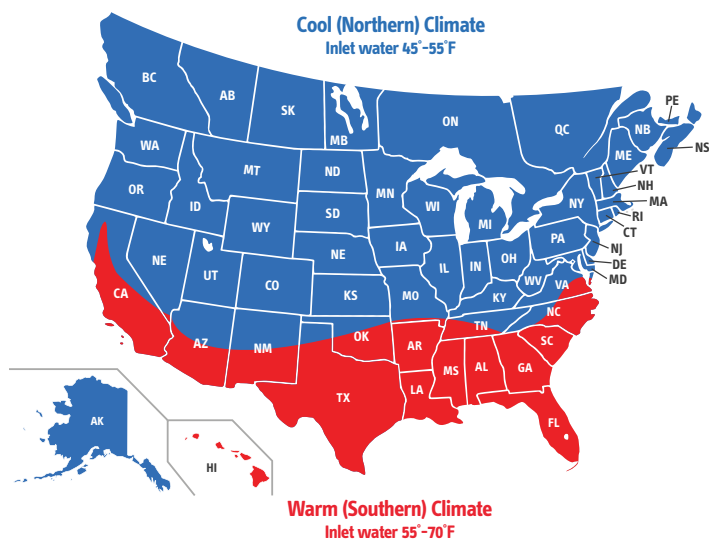 Cool (Northern) Climate
Inlet water 45°-55°F
BC
AB
SK
MB
ON
QC
PE
NB
NS
ME
WA
MT
ND
MN
VT
NH
MA
OR
ID
WY
SD
WI
MI
NY
RI
CT
NE
UT
CO
NE
IA
IL
IN
OH
PA
NJ
DE
MD
WV
VA
CA
KS
MO
KY
AZ
NM
OK
TN
NC
AR
SC
TX
LA
MS
AL
GA
FL
AK
HI
Warm (Southern) Climate
Inlet water 55°-70°F